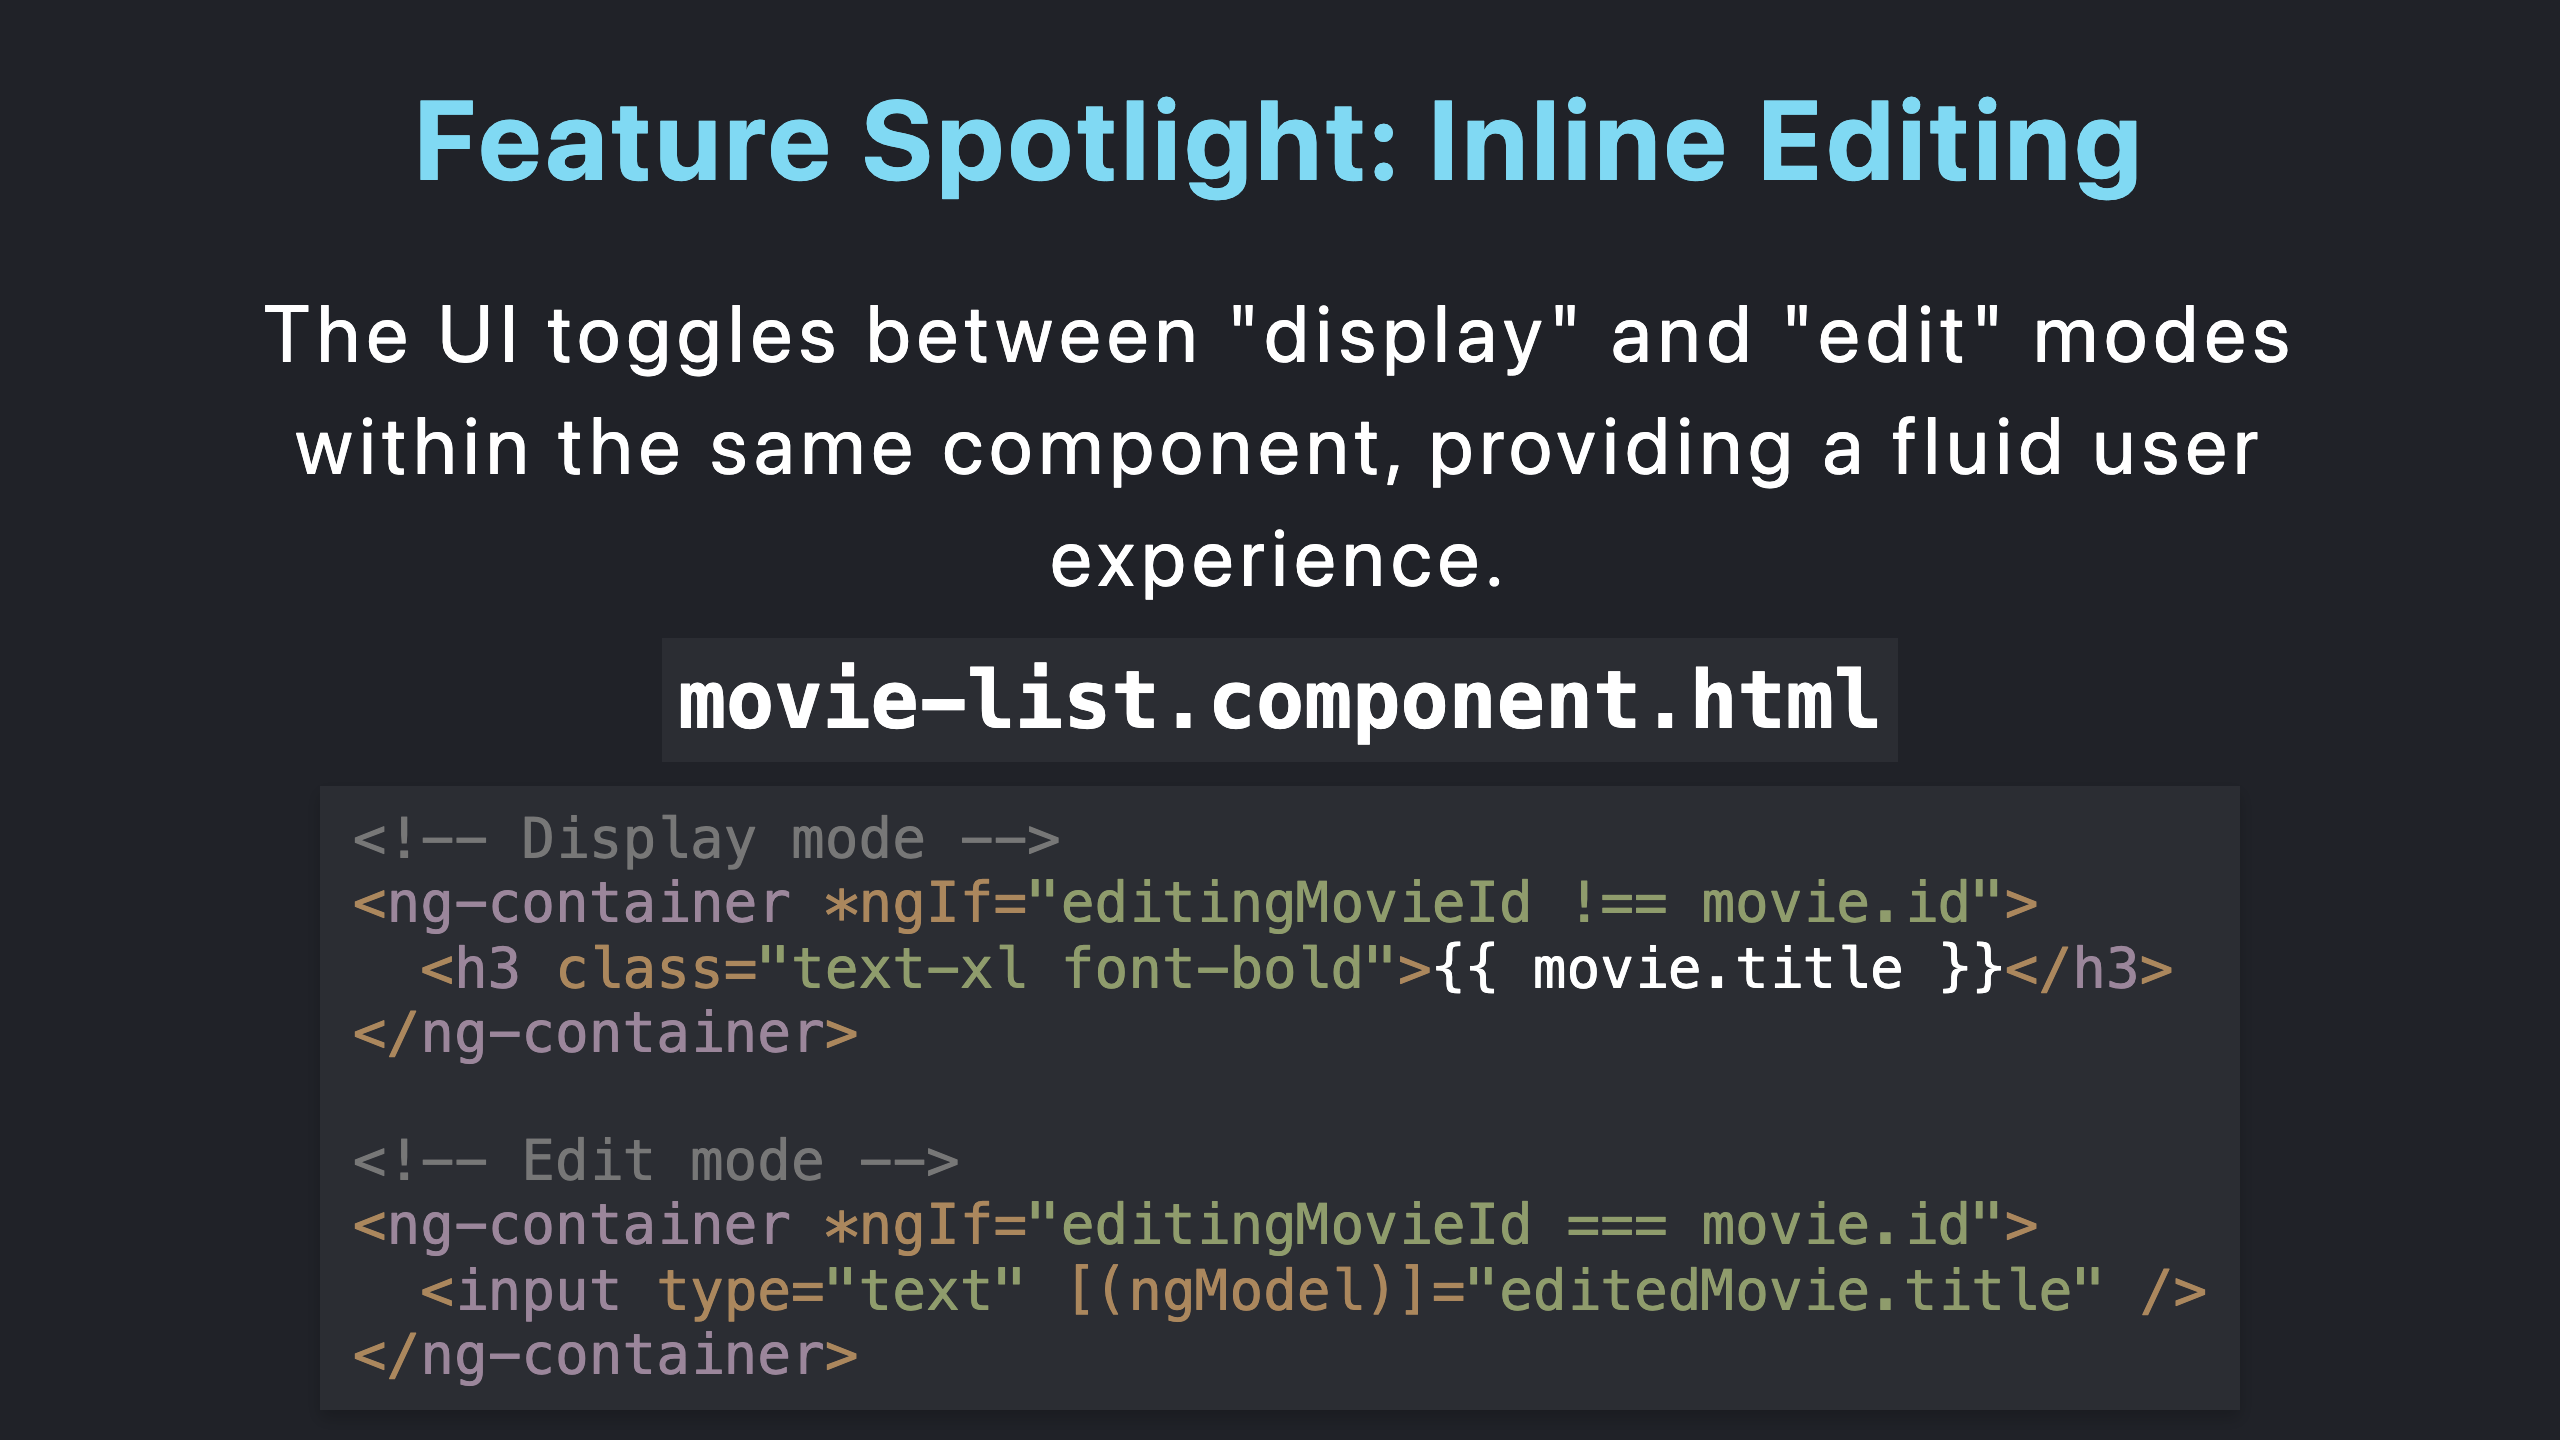 Feature Spotlight: Inline Editing
The UI toggles between "display" and "edit" modes
within the same component, providing a fluid user
experience.
movie-list.component.html
<!-- Display mode -->
<ng-container *ngIf="editingMovieId !== movie.id">
  <h3 class="text-xl font-bold">{{ movie.title }}</h3>
</ng-container>

<!-- Edit mode -->
<ng-container *ngIf="editingMovieId === movie.id">
  <input type="text" [(ngModel)]="editedMovie.title" />
</ng-container>